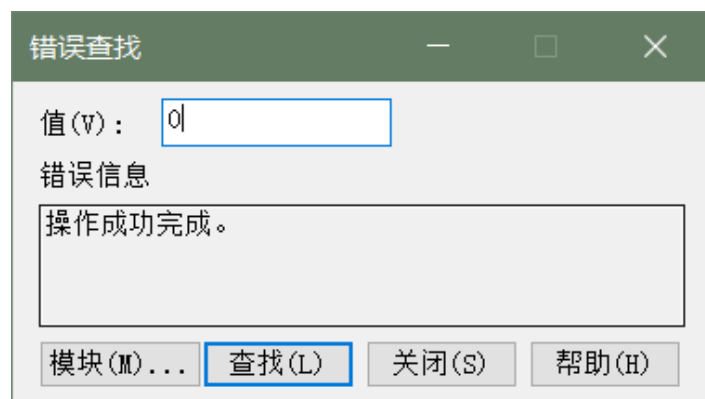 错误查找
值(V)： 0
错误信息
操作成功完成。
模块(M)... 查找(L) 关闭(S) 帮助(H)